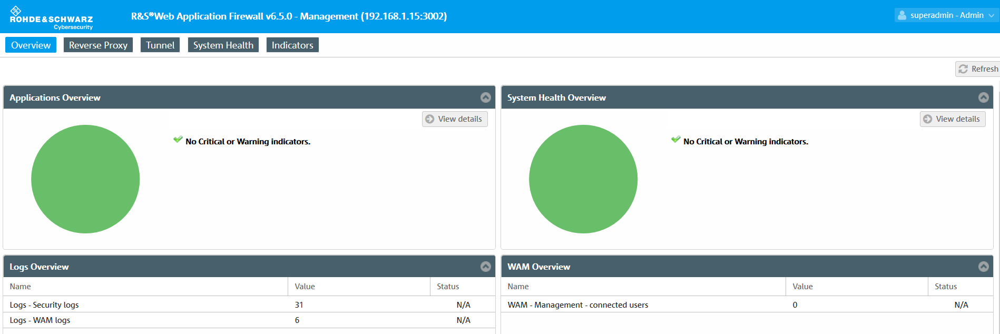 R&S
ROHDE & SCHWARZ
Cybersecurity
R&S®Web Application Firewall v6.5.0 - Management (192.168.1.15:3002)
superadmin - Admin
Overview
Reverse Proxy
Tunnel
System Health
Indicators
Refresh
Applications Overview
View details
No Critical or Warning indicators.
System Health Overview
View details
No Critical or Warning indicators.
Logs Overview
Name Value Status
Logs - Security logs 31 N/A
Logs - WAM logs 6 N/A
WAM Overview
Name Value Status
WAM - Management - connected users 0 N/A